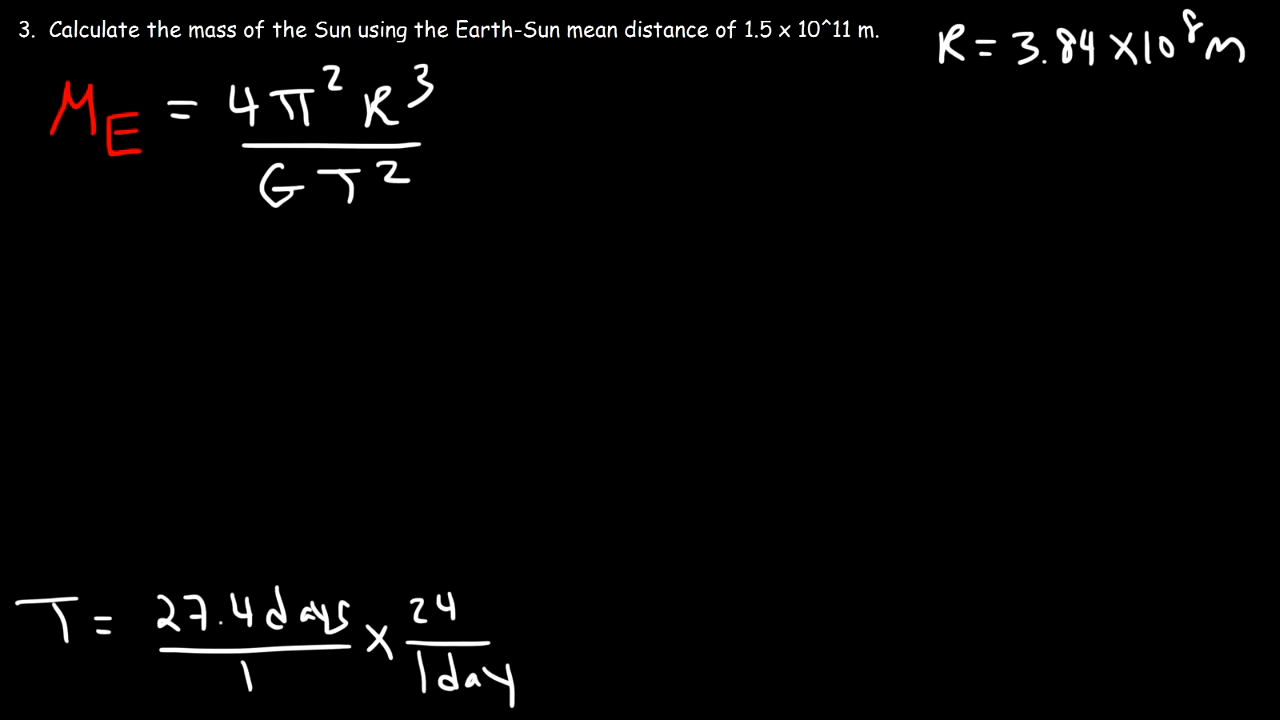 3. Calculate the mass of the Sun using the Earth-Sun mean distance of 1.5 x 10^11 m.
R = 3.84 x 10^8 m
M_E = 4π^2 R^3 / G T^2
T = 27.4 days / 1 x 24 / 1 day